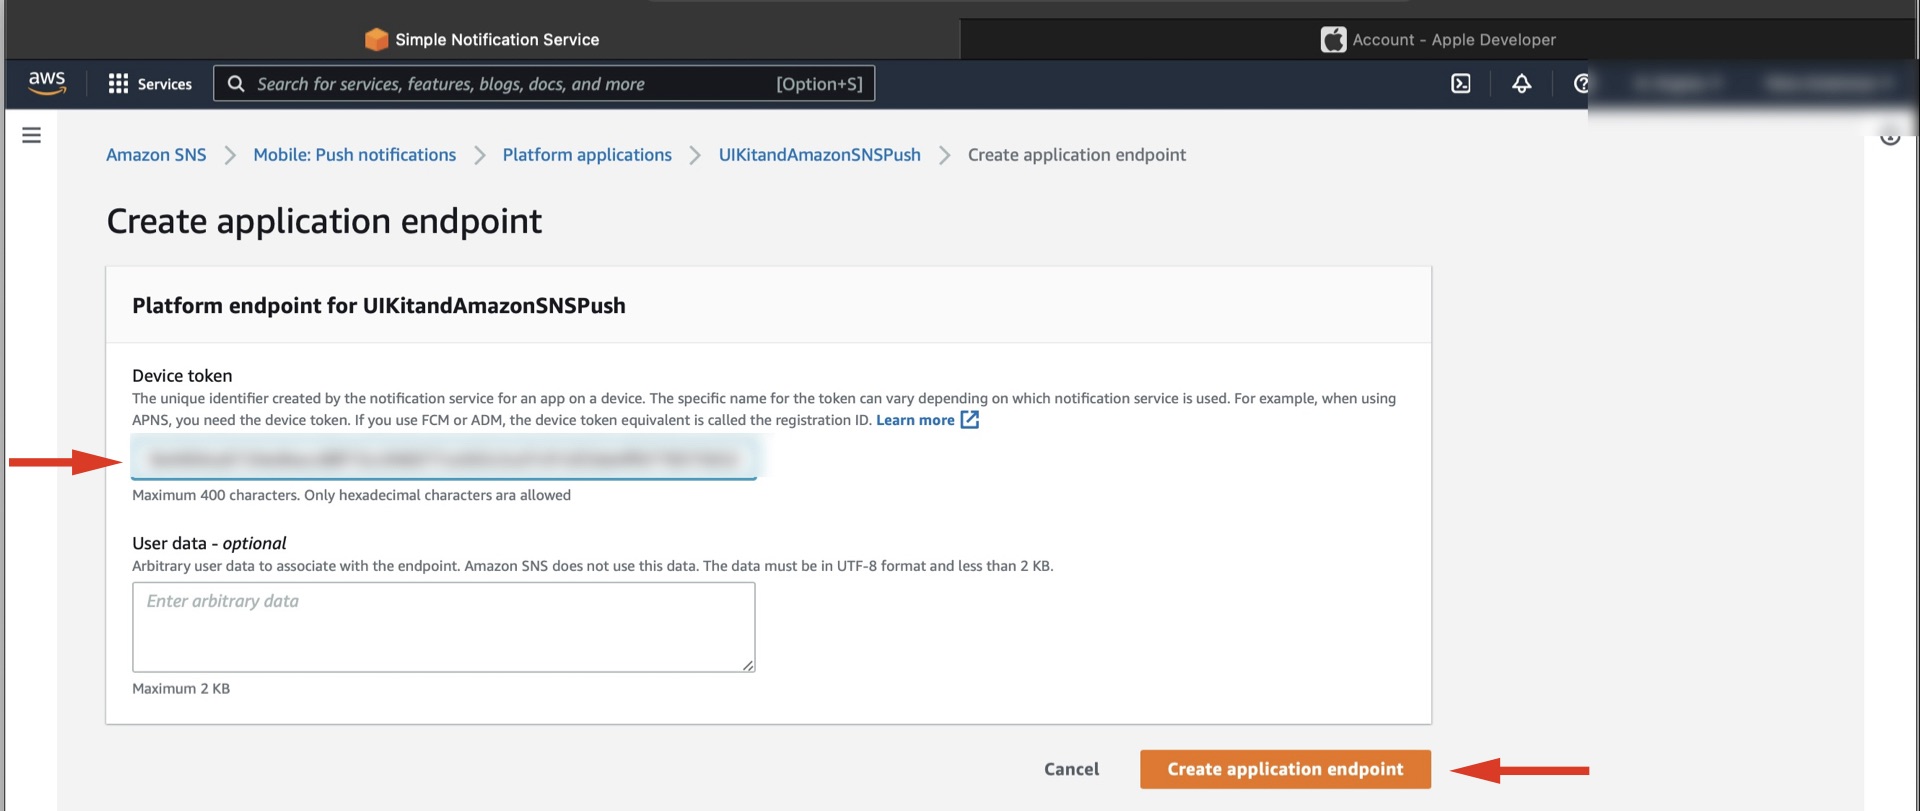 Simple Notification Service
Account - Apple Developer
aws
Services
Search for services, features, blogs, docs, and more
[Option+S]
Amazon SNS
Mobile: Push notifications
Platform applications
UIKitandAmazonSNSPush
Create application endpoint
Create application endpoint
Platform endpoint for UIKitandAmazonSNSPush
Device token
The unique identifier created by the notification service for an app on a device. The specific name for the token can vary depending on which notification service is used. For example, when using
APNS, you need the device token. If you use FCM or ADM, the device token equivalent is called the registration ID. Learn more
Maximum 400 characters. Only hexadecimal characters ara allowed
User data - optional
Arbitrary user data to associate with the endpoint. Amazon SNS does not use this data. The data must be in UTF-8 format and less than 2 KB.
Enter arbitrary data
Maximum 2 KB
Cancel
Create application endpoint